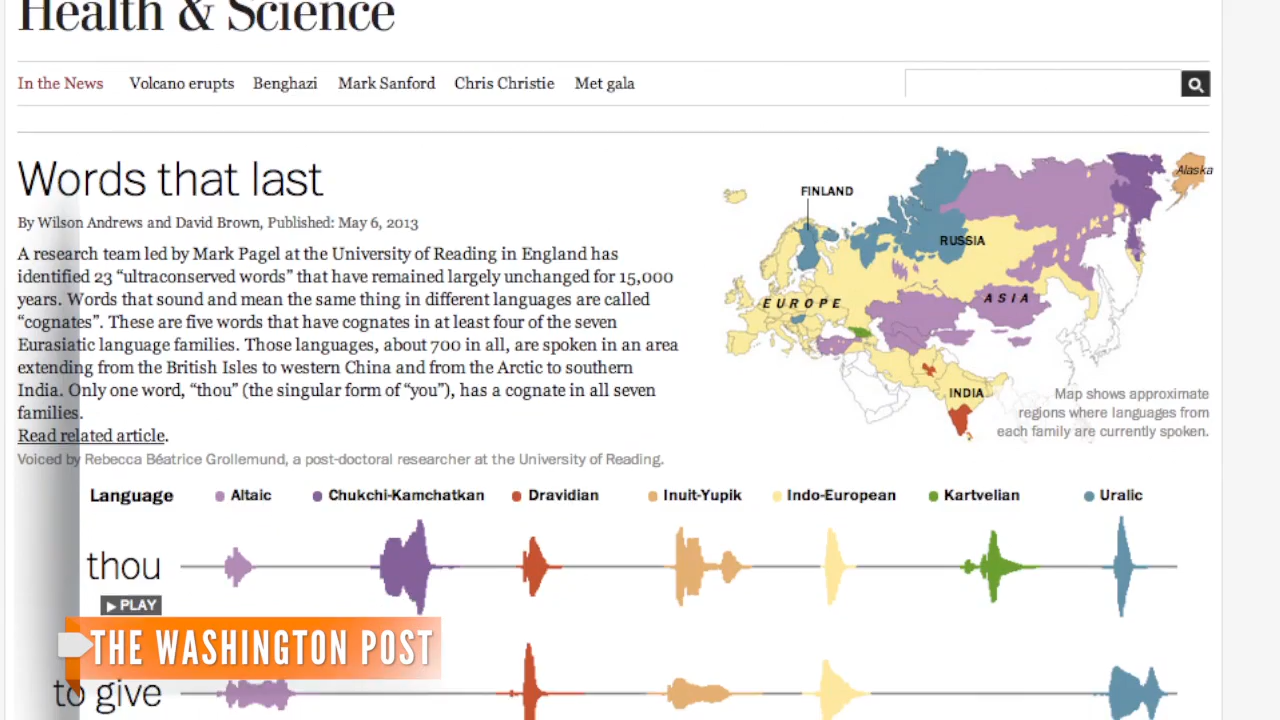 Health & Science
In the News Volcano erupts Benghazi Mark Sanford Chris Christie Met gala
Words that last
By Wilson Andrews and David Brown, Published: May 6, 2013
A research team led by Mark Pagel at the University of Reading in England has
identified 23 “ultraconserved words” that have remained largely unchanged for 15,000
years. Words that sound and mean the same thing in different languages are called
“cognates”. These are five words that have cognates in at least four of the seven
Eurasiatic language families. Those languages, about 700 in all, are spoken in an area
extending from the British Isles to western China and from the Arctic to southern
India. Only one word, “thou” (the singular form of “you”), has a cognate in all seven
families.
Read related article.
Voiced by Rebecca Béatrice Grollemund, a post-doctoral researcher at the University of Reading.
Alaska
FINLAND
RUSSIA
EUROPE
ASIA
INDIA
Map shows approximate
regions where languages from
each family are currently spoken.
Language Altaic Chukchi-Kamchatkan Dravidian Inuit-Yupik Indo-European Kartvelian Uralic
thou
PLAY
THE WASHINGTON POST
to give